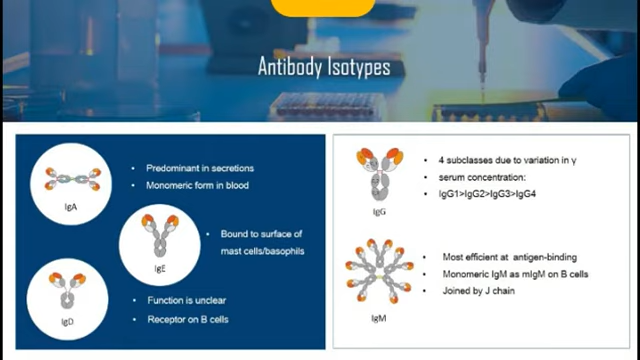 Antibody Isotypes
IgA
• Predominant in secretions
• Monomeric form in blood
IgE
• Bound to surface of
mast cells/basophils
IgD
• Function is unclear
• Receptor on B cells
IgG
• 4 subclasses due to variation in γ
• serum concentration:
• IgG1>IgG2>IgG3>IgG4
IgM
• Most efficient at antigen-binding
• Monomeric IgM as mIgM on B cells
• Joined by J chain